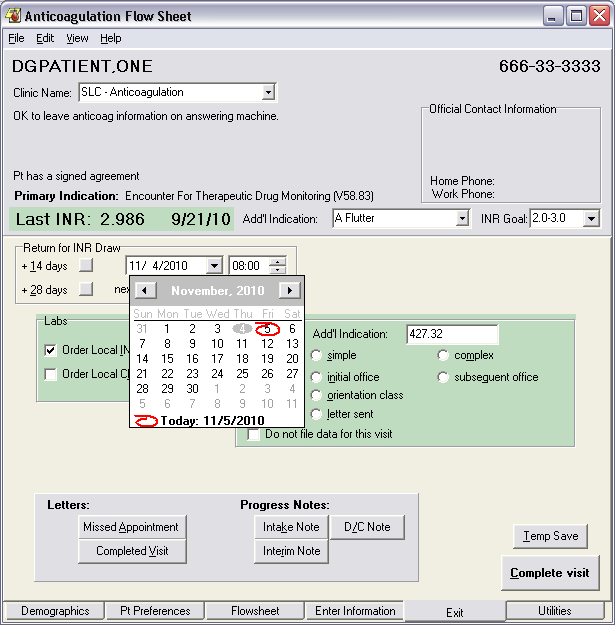 Anticoagulation Flow Sheet
File Edit View Help
DGPATIENT,ONE 666-33-3333
Clinic Name: SLC - Anticoagulation
OK to leave anticoag information on answering machine.
Official Contact Information
Pt has a signed agreement
Home Phone:
Work Phone:
Primary Indication: Encounter For Therapeutic Drug Monitoring (V58.83)
Last INR: 2.986 9/21/10 Add'l Indication: A Flutter INR Goal: 2.0-3.0
Return for INR Draw
+ 14 days 11/ 4/2010 08:00
+ 28 days nex
November, 2010
Sun Mon Tue Wed Thu Fri Sat
31 1 2 3 4 5 6
7 8 9 10 11 12 13
14 15 16 17 18 19 20
21 22 23 24 25 26 27
28 29 30 1 2 3 4
5 6 7 8 9 10 11
Today: 11/5/2010
Labs
Order Local IN
Order Local C
Add'l Indication: 427.32
simple complex
initial office subsequent office
orientation class
letter sent
Do not file data for this visit
Letters: Progress Notes:
Missed Appointment Intake Note D/C Note
Completed Visit Interim Note
Temp Save
Complete visit
Demographics Pt Preferences Flowsheet Enter Information Exit Utilities